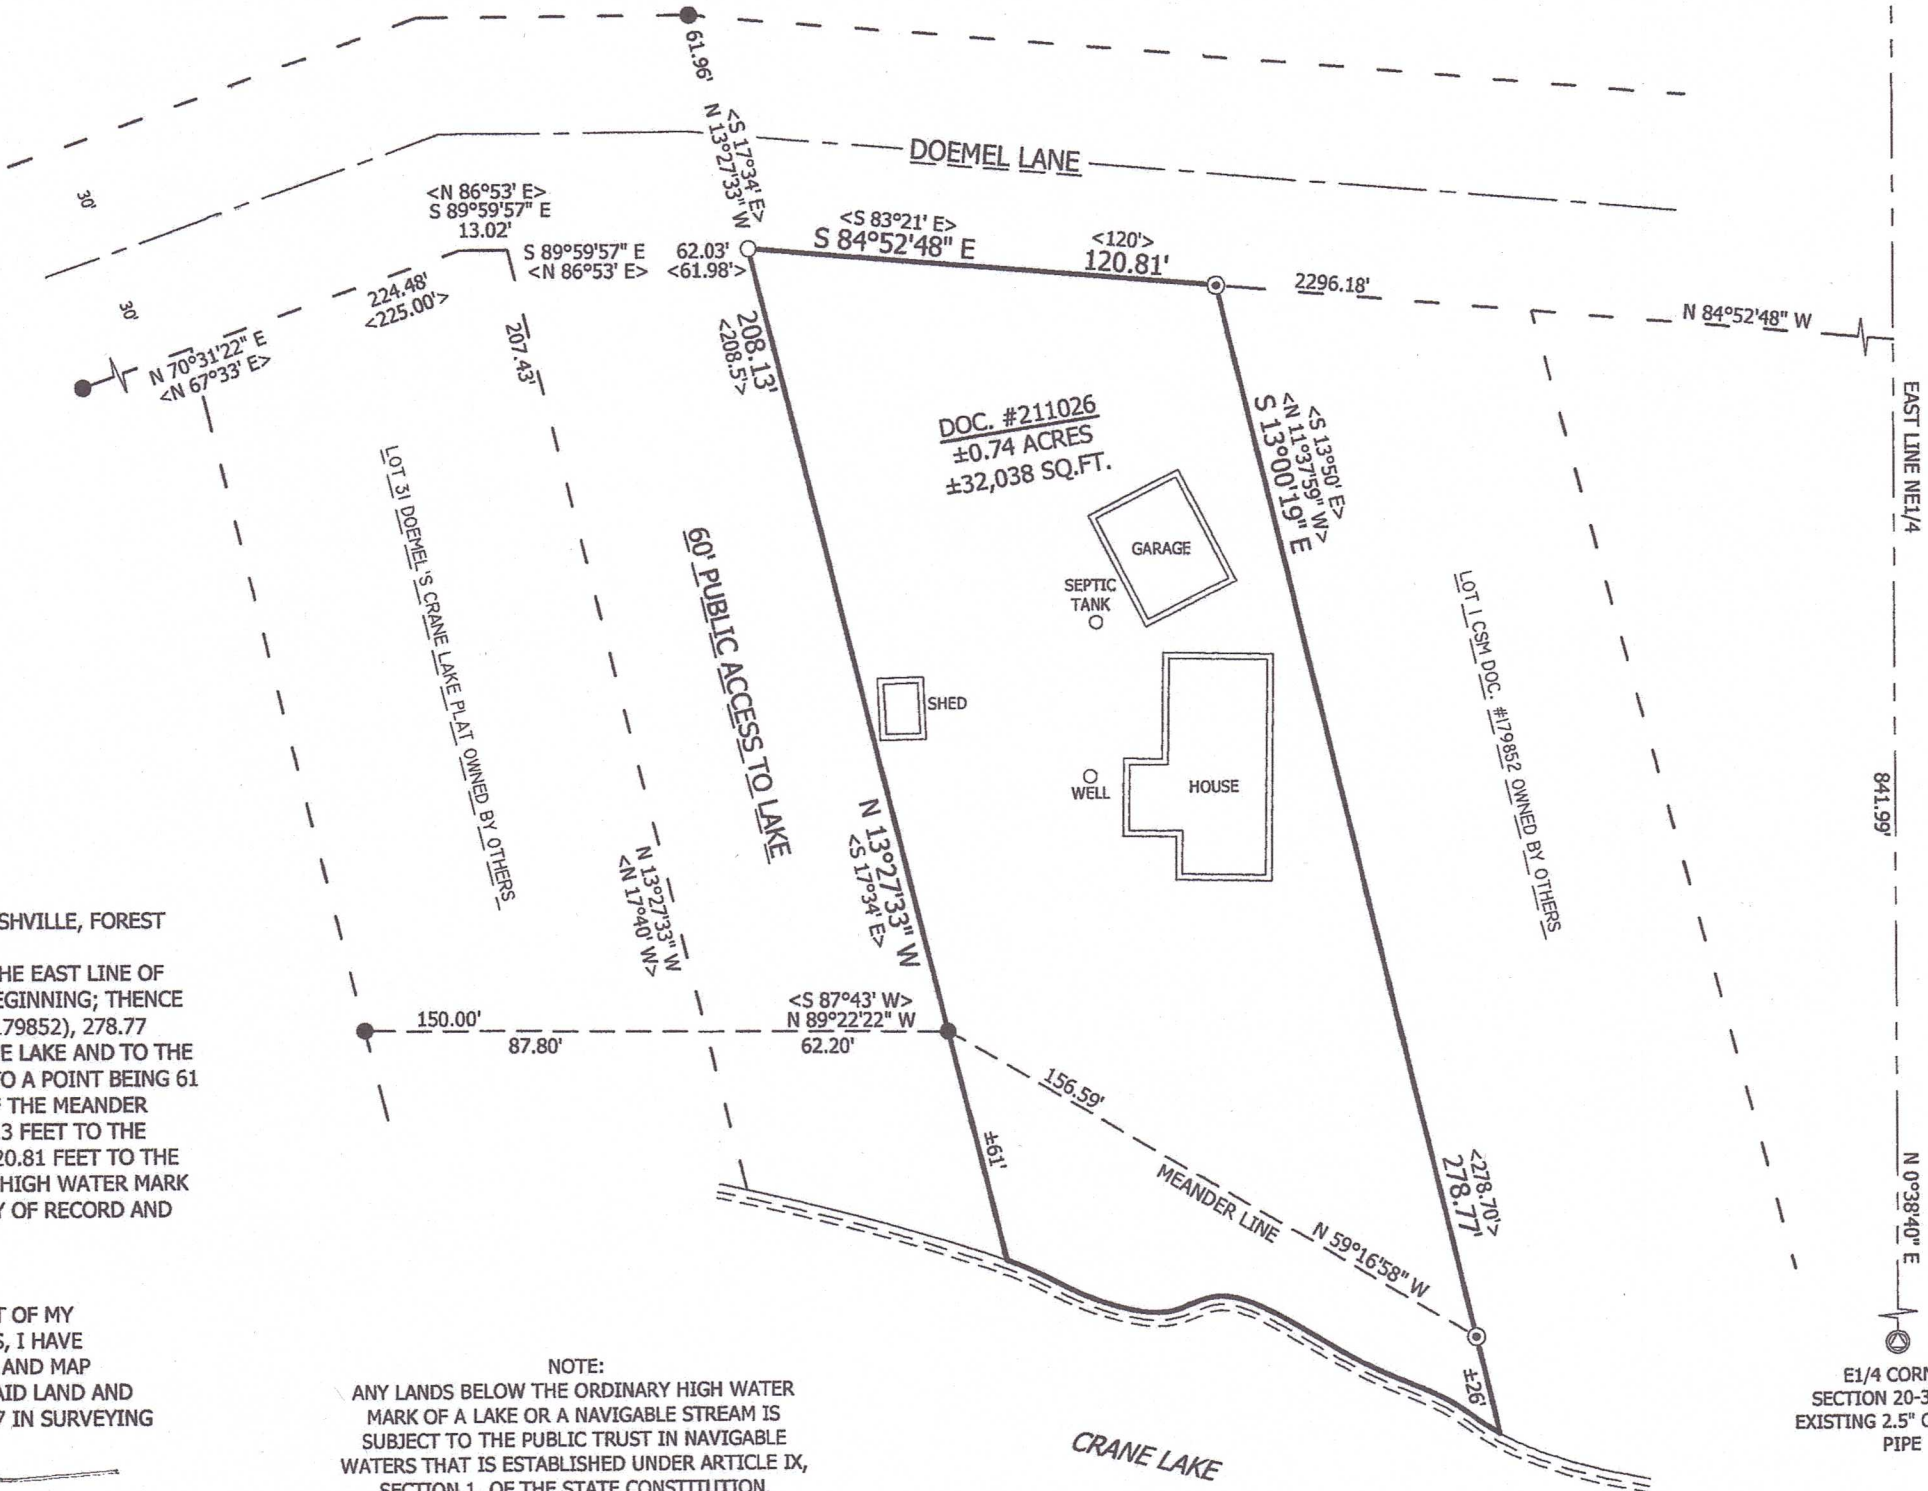 61.96'
<S 17°34' E>
N 13°27'33" W
DOEMEL LANE
30'
30'
<N 86°53' E>
S 89°59'57" E
13.02'
S 89°59'57" E
<N 86°53' E>
62.03'
<61.98'>
<S 83°21' E>
S 84°52'48" E
<120'>
120.81'
2296.18'
N 84°52'48" W
224.48'
<225.00'>
N 70°31'22" E
<N 67°33' E>
207.43'
208.13'
<208.5'>
DOC. #211026
±0.74 ACRES
±32,038 SQ.FT.
<S 13°50' E>
<N 11°37'59" W>
S 13°00'19" E
EAST LINE NE1/4
LOT 31 DOEMEL'S CRANE LAKE PLAT OWNED BY OTHERS
60' PUBLIC ACCESS TO LAKE
GARAGE
SEPTIC
TANK
SHED
WELL
HOUSE
LOT 1 CSM DOC. #179852 OWNED BY OTHERS
841.99'
N 13°27'33" W
<N 17°40' W>
N 13°27'33" W
<S 17°34' E>
150.00'
87.80'
<S 87°43' W>
N 89°22'22" W
62.20'
156.59'
MEANDER LINE
N 59°16'58" W
±61'
<278.70'>
278.77'
±26'
N 0°38'40" E
SHVILLE, FOREST
HE EAST LINE OF
EGINNING; THENCE
179852), 278.77
E LAKE AND TO THE
TO A POINT BEING 61
F THE MEANDER
13 FEET TO THE
20.81 FEET TO THE
HIGH WATER MARK
Y OF RECORD AND
T OF MY
S, I HAVE
AND MAP
AID LAND AND
7 IN SURVEYING
NOTE:
ANY LANDS BELOW THE ORDINARY HIGH WATER
MARK OF A LAKE OR A NAVIGABLE STREAM IS
SUBJECT TO THE PUBLIC TRUST IN NAVIGABLE
WATERS THAT IS ESTABLISHED UNDER ARTICLE IX,
SECTION 1, OF THE STATE CONSTITUTION.
CRANE LAKE
E1/4 CORN
SECTION 20-3
EXISTING 2.5" 
PIPE